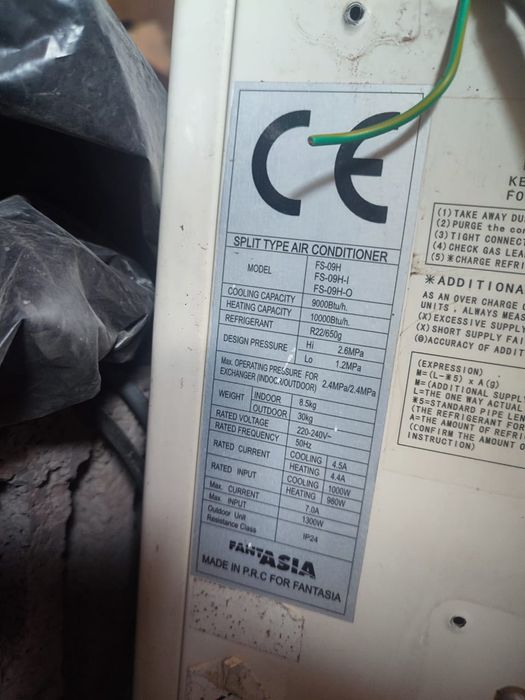 CE
SPLIT TYPE AIR CONDITIONER
MODEL FS-09H
FS-09H-I
FS-09H-O
COOLING CAPACITY 9000Btu/h.
HEATING CAPACITY 10000Btu/h.
REFRIGERANT R22/650g
DESIGN PRESSURE Hi 2.6MPa
Lo 1.2MPa
Max. OPERATING PRESSURE FOR
EXCHANGER (INDOOR/OUTDOOR) 2.4MPa/2.4MPa
WEIGHT INDOOR 8.5kg
OUTDOOR 30kg
RATED VOLTAGE 220-240V~
RATED FREQUENCY 50Hz
RATED CURRENT COOLING 4.5A
HEATING 4.4A
RATED INPUT COOLING 1000W
HEATING 980W
Max. CURRENT 7.0A
Max. INPUT 1300W
Outdoor Unit
Resistance Class IP24
FANTASIA
MADE IN P.R.C FOR FANTASIA
KE
FO
(1) TAKE AWAY DU
(2) PURGE the con
(3) TIGHT CONNEC
(4) CHECK GAS LEA
(5) *CHARGE REFRI
*ADDITIONA
AS AN OVER CHARGE
UNITS , ALWAYS MEAS
(X) EXCESSIVE SUPPLY
(X) SHORT SUPPLY FAI
(O) ACCURACY OF ADDIT
(EXPRESSION)
M=(L-*5) x A(g)
M=(ADDITIONAL SUPPL
L=THE ONE WAY ACTUAL
*5=STANDARD PIPE LEN
(THE REFRIGERANT FOR
A=THE AMOUNT OF REFRI
(CONFIRM THE AMOUNT O
INSTRUCTION)